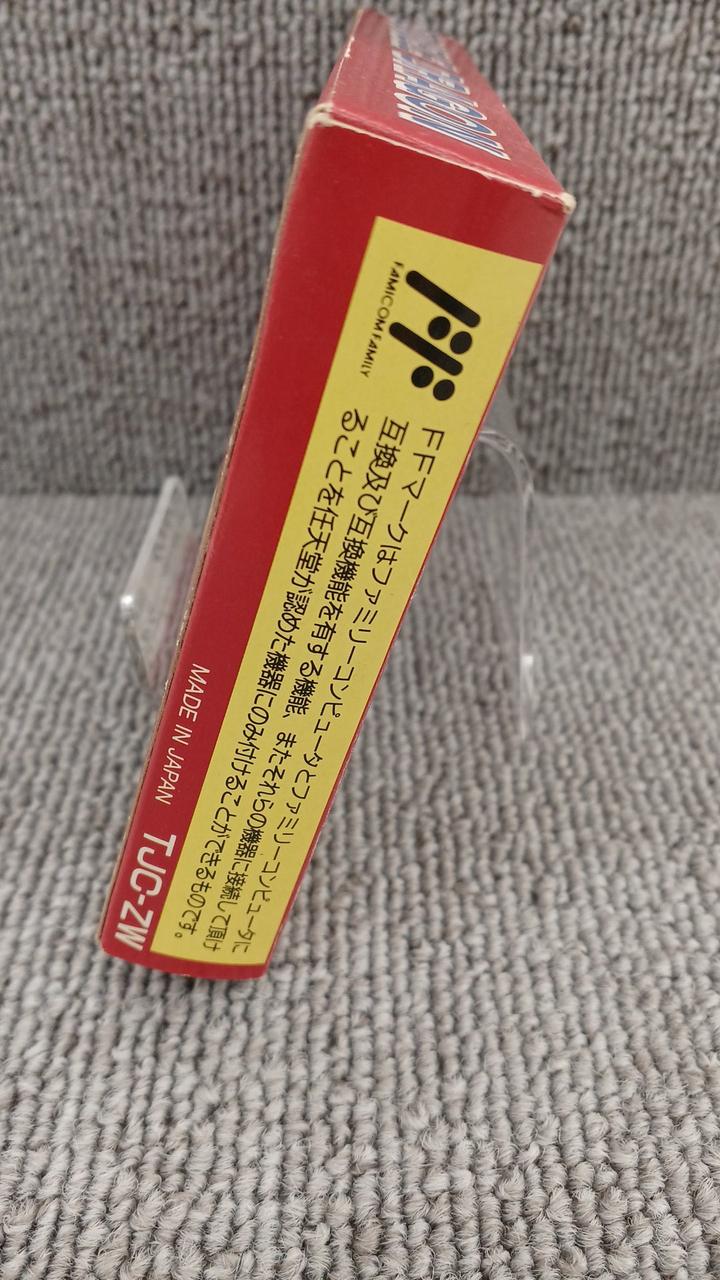 FAMICOM FAMILY
FFマークはファミリーコンピュータとファミリーコンピュータに
互換及び互換機能を有する機能、またそれらの機器に接続して頂け
ることを任天堂が認めた機器にのみ付けることができるものです。
MADE IN JAPAN
TJC-ZW